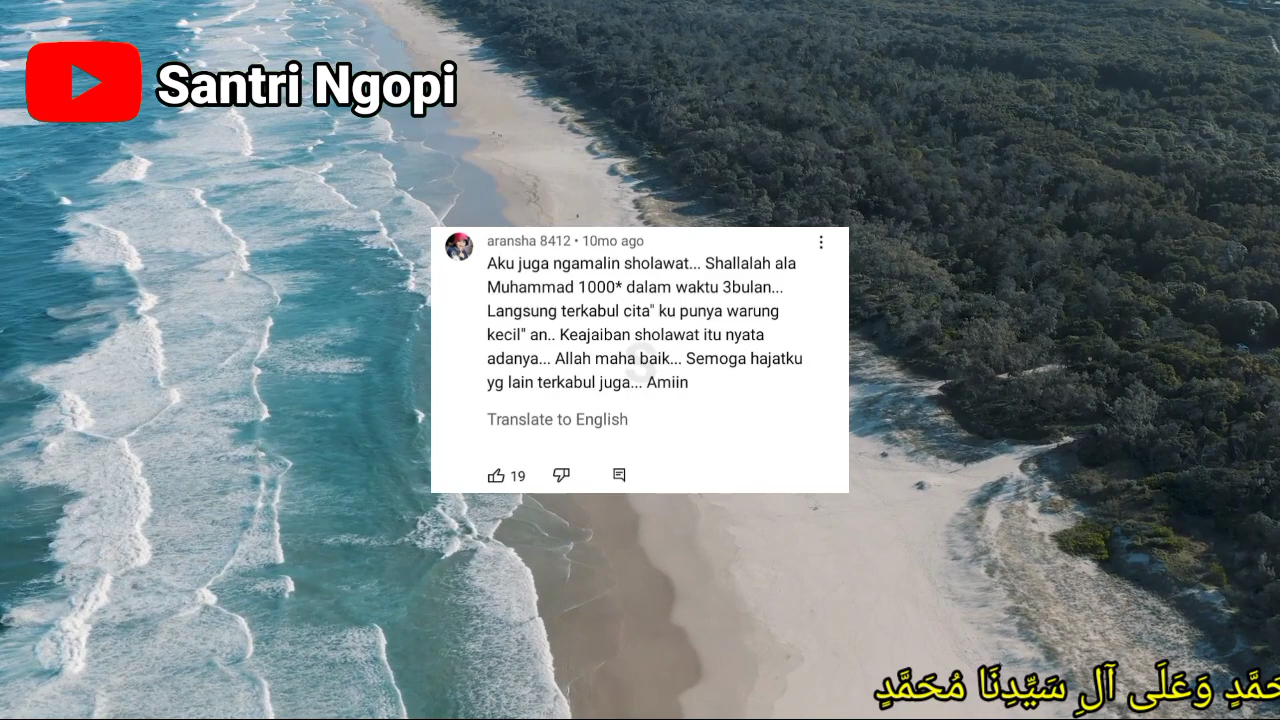 Santri Ngopi
aransha 8412 • 10mo ago
Aku juga ngamalin sholawat... Shallalah ala
Muhammad 1000* dalam waktu 3bulan...
Langsung terkabul cita" ku punya warung
kecil" an.. Keajaiban sholawat itu nyata
adanya... Allah maha baik... Semoga hajatku
yg lain terkabul juga... Amiin
Translate to English
19
وَعَلَى آلِ سَيِّدِنَا مُحَمَّدٍ